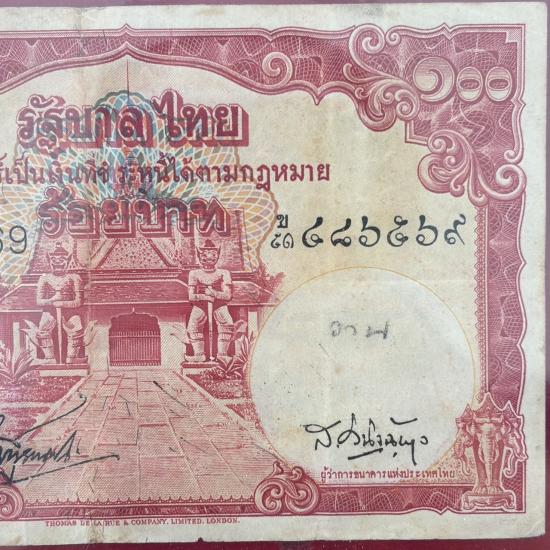 ๑๐๐
รัฐบาลไทย
เป็นเงินที่ชำระหนี้ได้ตามกฎหมาย
ร้อยบาท
69
ข
๕๓ ๔๘๖๕๖๙
ผู้ว่าการธนาคารแห่งประเทศไทย
THOMAS DE LA RUE & COMPANY, LIMITED, LONDON.